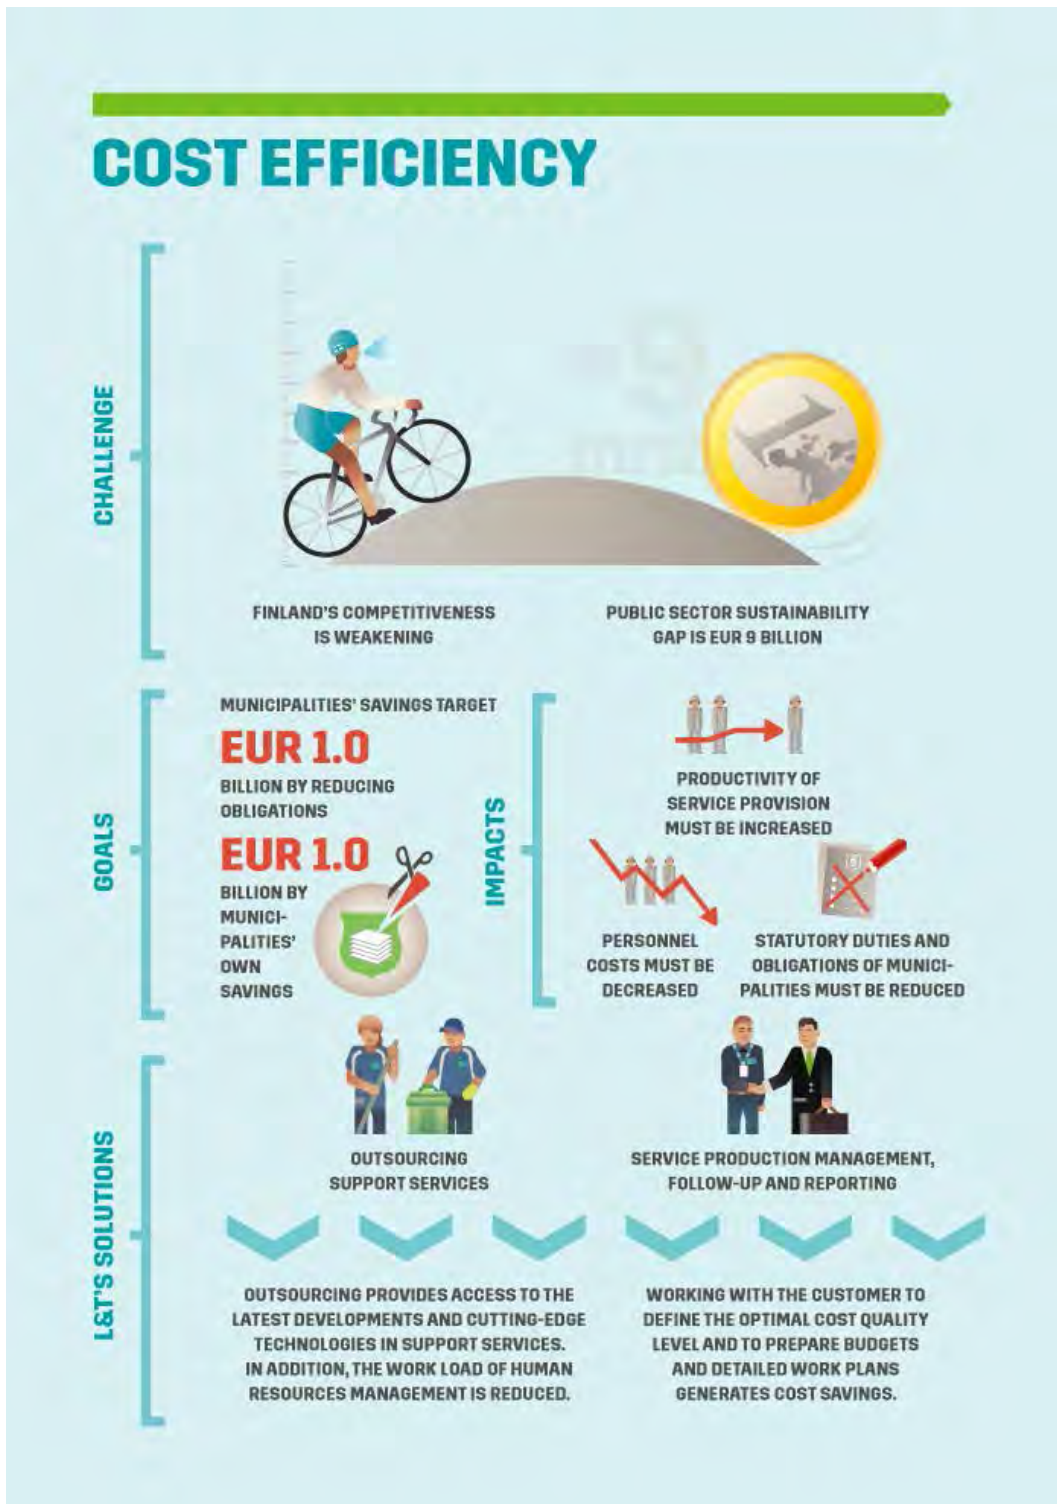 COST EFFICIENCY
CHALLENGE
FINLAND'S COMPETITIVENESS
IS WEAKENING
PUBLIC SECTOR SUSTAINABILITY
GAP IS EUR 9 BILLION
GOALS
MUNICIPALITIES' SAVINGS TARGET
EUR 1.0
BILLION BY REDUCING
OBLIGATIONS
EUR 1.0
BILLION BY
MUNICI-
PALITIES'
OWN
SAVINGS
IMPACTS
PRODUCTIVITY OF
SERVICE PROVISION
MUST BE INCREASED
PERSONNEL
COSTS MUST BE
DECREASED
STATUTORY DUTIES AND
OBLIGATIONS OF MUNICI-
PALITIES MUST BE REDUCED
L&T'S SOLUTIONS
OUTSOURCING
SUPPORT SERVICES
SERVICE PRODUCTION MANAGEMENT,
FOLLOW-UP AND REPORTING
OUTSOURCING PROVIDES ACCESS TO THE
LATEST DEVELOPMENTS AND CUTTING-EDGE
TECHNOLOGIES IN SUPPORT SERVICES.
IN ADDITION, THE WORK LOAD OF HUMAN
RESOURCES MANAGEMENT IS REDUCED.
WORKING WITH THE CUSTOMER TO
DEFINE THE OPTIMAL COST QUALITY
LEVEL AND TO PREPARE BUDGETS
AND DETAILED WORK PLANS
GENERATES COST SAVINGS.